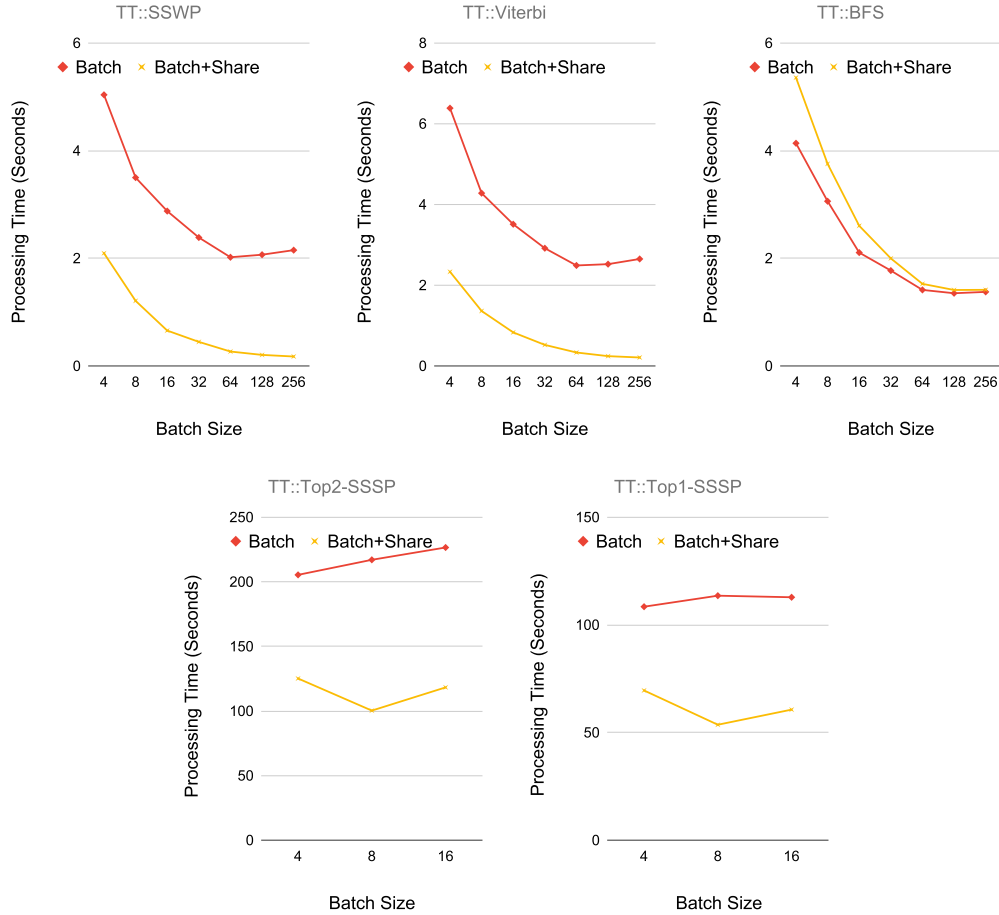 TT::SSWP
Processing Time (Seconds)
6
4
2
0
Batch
Batch+Share
4 8 16 32 64 128 256
Batch Size
TT::Viterbi
Processing Time (Seconds)
8
6
4
2
0
Batch
Batch+Share
4 8 16 32 64 128 256
Batch Size
TT::BFS
Processing Time (Seconds)
6
4
2
0
Batch
Batch+Share
4 8 16 32 64 128 256
Batch Size
TT::Top2-SSSP
Processing Time (Seconds)
250
200
150
100
50
0
Batch
Batch+Share
4 8 16
Batch Size
TT::Top1-SSSP
Processing Time (Seconds)
150
100
50
0
Batch
Batch+Share
4 8 16
Batch Size